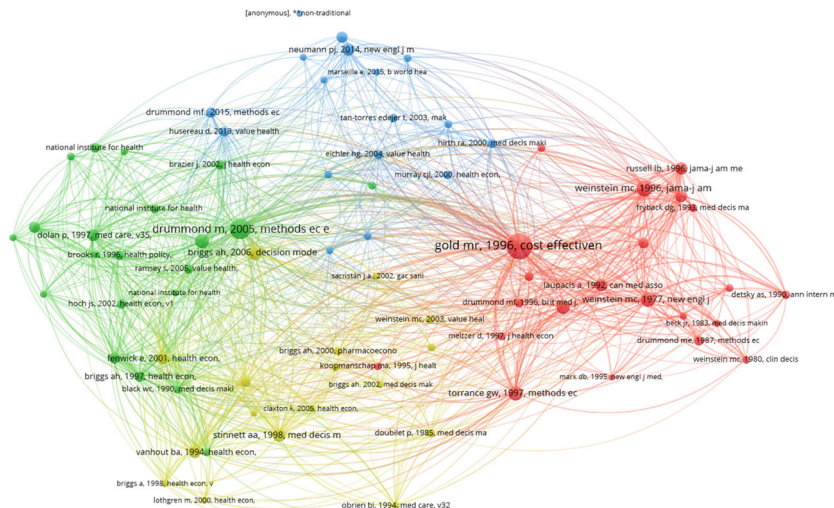 [anonymous], **non-traditional
neumann pj, 2014, new engl j m
marseille e, 2015, b world hea
drummond mf, 2015, methods ec
tan-torres edejer t, 2003, mak
husereau d, 2013, value health
hirth ra, 2000, med decis maki
national institute for health
eichler hg, 2004, value health
brazier j, 2002, j health econ
russell lb, 1996, jama-j am me
murray cjl, 2000, health econ,
weinstein mc, 1996, jama-j am
national institute for health
fryback dg, 1993, med decis ma
drummond m, 2005, methods ec e
dolan p, 1997, med care, v35,
gold mr, 1996, cost effectiven
briggs ah, 2006, decision mode
brooks r, 1996, health policy,
ramsey s, 2005, value health,
sacristan j.a., 2002, gac sani
laupacis a, 1992, can med asso
national institute for health
detsky as, 1990, ann intern m
hoch js, 2002, health econ, v1
drummond mf, 1996, brit med j,
weinstein mc, 1977, new engl j
weinstein mc, 2003, value heal
beck jr, 1983, med decis makin
meltzer d, 1997, j health econ
drummond me, 1987, methods ec
briggs ah, 2000, pharmacoecono
fenwick e, 2001, health econ,
weinstein mc, 1980, clin decis
koopmanschap ma, 1995, j healt
briggs ah, 1997, health econ,
mark db, 1995, new engl j med,
briggs ah, 2002, med decis mak
black wc, 1990, med decis maki
torrance gw, 1997, methods ec
claxton k, 2005, health econ,
stinnett aa, 1998, med decis m
doubilet p, 1985, med decis ma
vanhout ba, 1994, health econ,
briggs a, 1998, health econ, v
lothgren m, 2000, health econ,
obrien bj, 1994, med care, v32